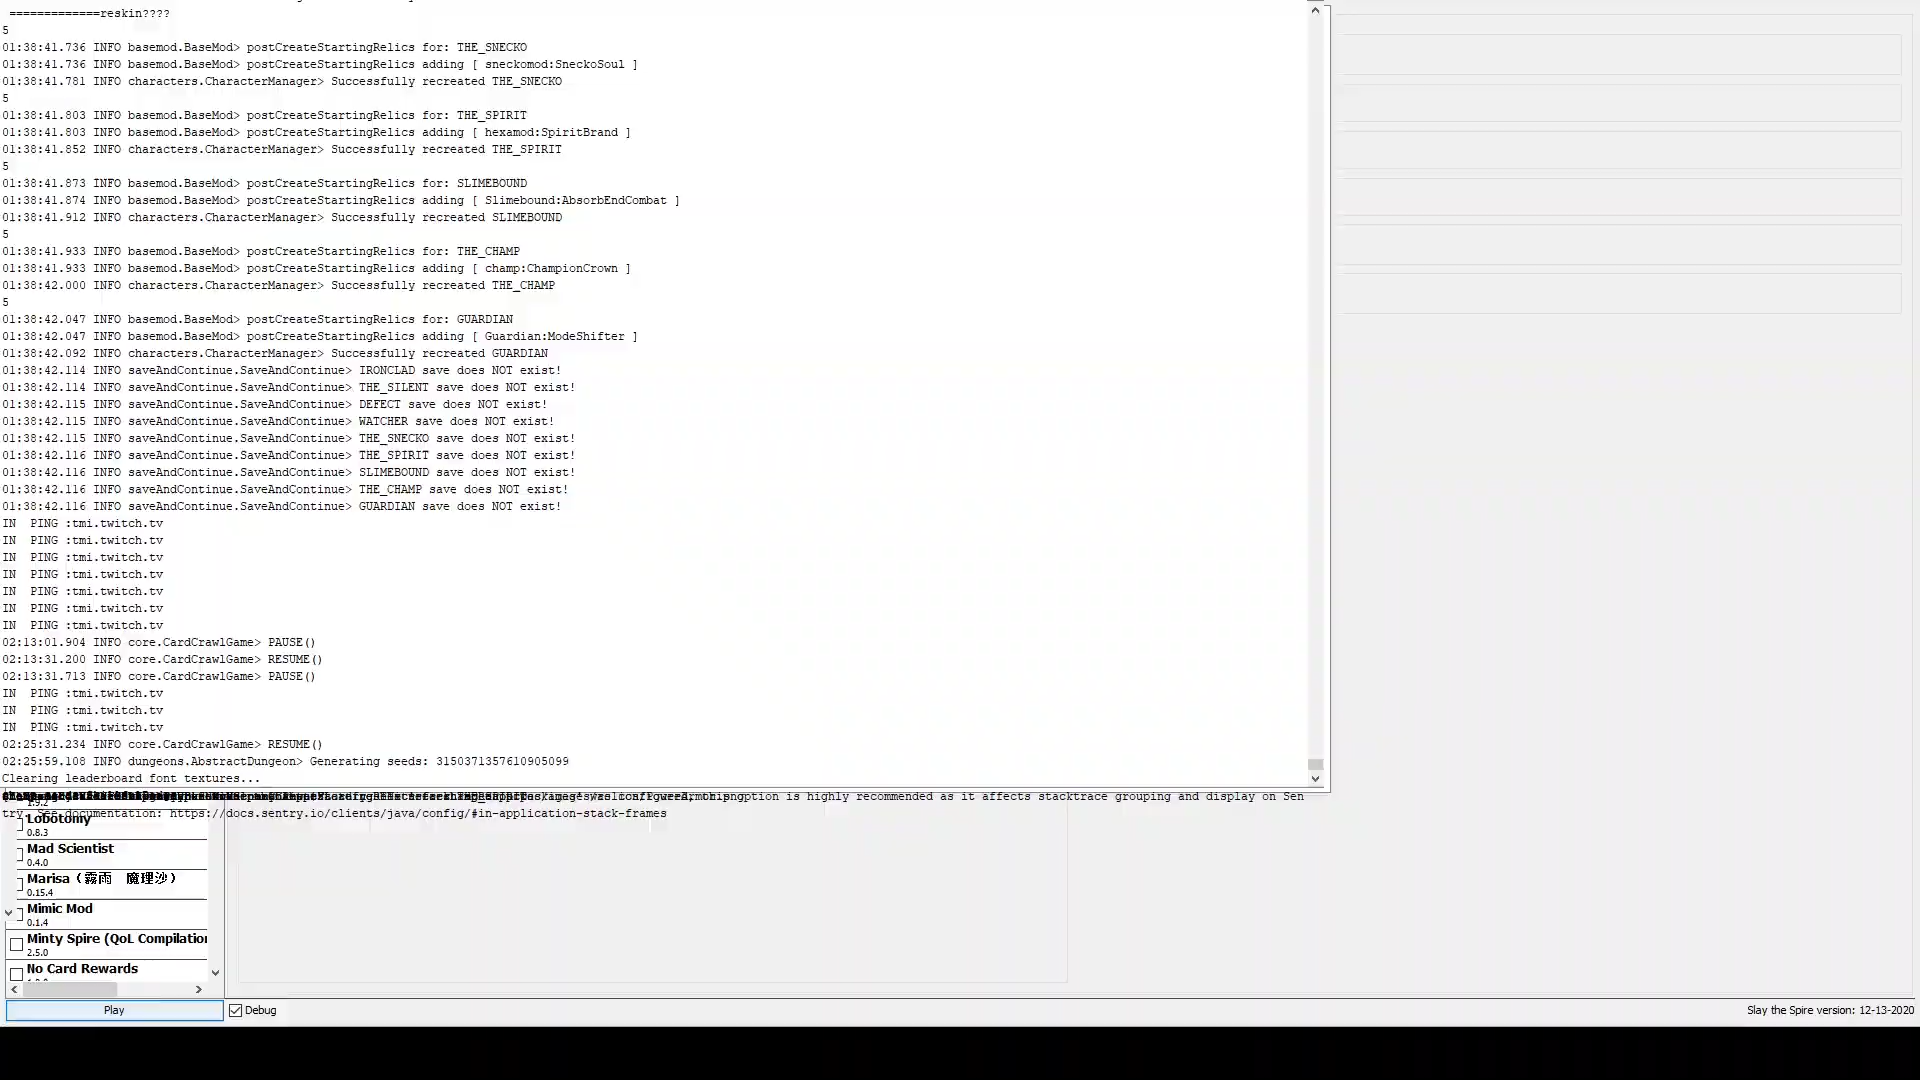 =============reskin????
5
01:38:41.736 INFO basemod.BaseMod> postCreateStartingRelics for: THE_SNECKO
01:38:41.736 INFO basemod.BaseMod> postCreateStartingRelics adding [ sneckomod:SneckoSoul ]
01:38:41.781 INFO characters.CharacterManager> Successfully recreated THE_SNECKO
5
01:38:41.803 INFO basemod.BaseMod> postCreateStartingRelics for: THE_SPIRIT
01:38:41.803 INFO basemod.BaseMod> postCreateStartingRelics adding [ hexamod:SpiritBrand ]
01:38:41.852 INFO characters.CharacterManager> Successfully recreated THE_SPIRIT
5
01:38:41.873 INFO basemod.BaseMod> postCreateStartingRelics for: SLIMEBOUND
01:38:41.874 INFO basemod.BaseMod> postCreateStartingRelics adding [ Slimebound:AbsorbEndCombat ]
01:38:41.912 INFO characters.CharacterManager> Successfully recreated SLIMEBOUND
5
01:38:41.933 INFO basemod.BaseMod> postCreateStartingRelics for: THE_CHAMP
01:38:41.933 INFO basemod.BaseMod> postCreateStartingRelics adding [ champ:ChampionCrown ]
01:38:42.000 INFO characters.CharacterManager> Successfully recreated THE_CHAMP
5
01:38:42.047 INFO basemod.BaseMod> postCreateStartingRelics for: GUARDIAN
01:38:42.047 INFO basemod.BaseMod> postCreateStartingRelics adding [ Guardian:ModeShifter ]
01:38:42.092 INFO characters.CharacterManager> Successfully recreated GUARDIAN
01:38:42.114 INFO saveAndContinue.SaveAndContinue> IRONCLAD save does NOT exist!
01:38:42.114 INFO saveAndContinue.SaveAndContinue> THE_SILENT save does NOT exist!
01:38:42.115 INFO saveAndContinue.SaveAndContinue> DEFECT save does NOT exist!
01:38:42.115 INFO saveAndContinue.SaveAndContinue> WATCHER save does NOT exist!
01:38:42.115 INFO saveAndContinue.SaveAndContinue> THE_SNECKO save does NOT exist!
01:38:42.116 INFO saveAndContinue.SaveAndContinue> THE_SPIRIT save does NOT exist!
01:38:42.116 INFO saveAndContinue.SaveAndContinue> SLIMEBOUND save does NOT exist!
01:38:42.116 INFO saveAndContinue.SaveAndContinue> THE_CHAMP save does NOT exist!
01:38:42.116 INFO saveAndContinue.SaveAndContinue> GUARDIAN save does NOT exist!
IN  PING :tmi.twitch.tv
IN  PING :tmi.twitch.tv
IN  PING :tmi.twitch.tv
IN  PING :tmi.twitch.tv
IN  PING :tmi.twitch.tv
IN  PING :tmi.twitch.tv
IN  PING :tmi.twitch.tv
02:13:01.904 INFO core.CardCrawlGame> PAUSE()
02:13:31.200 INFO core.CardCrawlGame> RESUME()
02:13:31.713 INFO core.CardCrawlGame> PAUSE()
IN  PING :tmi.twitch.tv
IN  PING :tmi.twitch.tv
IN  PING :tmi.twitch.tv
02:25:31.234 INFO core.CardCrawlGame> RESUME()
02:25:59.108 INFO dungeons.AbstractDungeon> Generating seeds: 3150371357610905099
Clearing leaderboard font textures...
option is highly recommended as it affects stacktrace grouping and display on Sen
try. See documentation: https://docs.sentry.io/clients/java/config/#in-application-stack-frames
Lobotomy
0.8.3
Mad Scientist
0.4.0
Marisa（霧雨　魔理沙）
0.15.4
Mimic Mod
0.1.4
Minty Spire (QoL Compilation
2.5.0
No Card Rewards
Play
Debug
Slay the Spire version: 12-13-2020